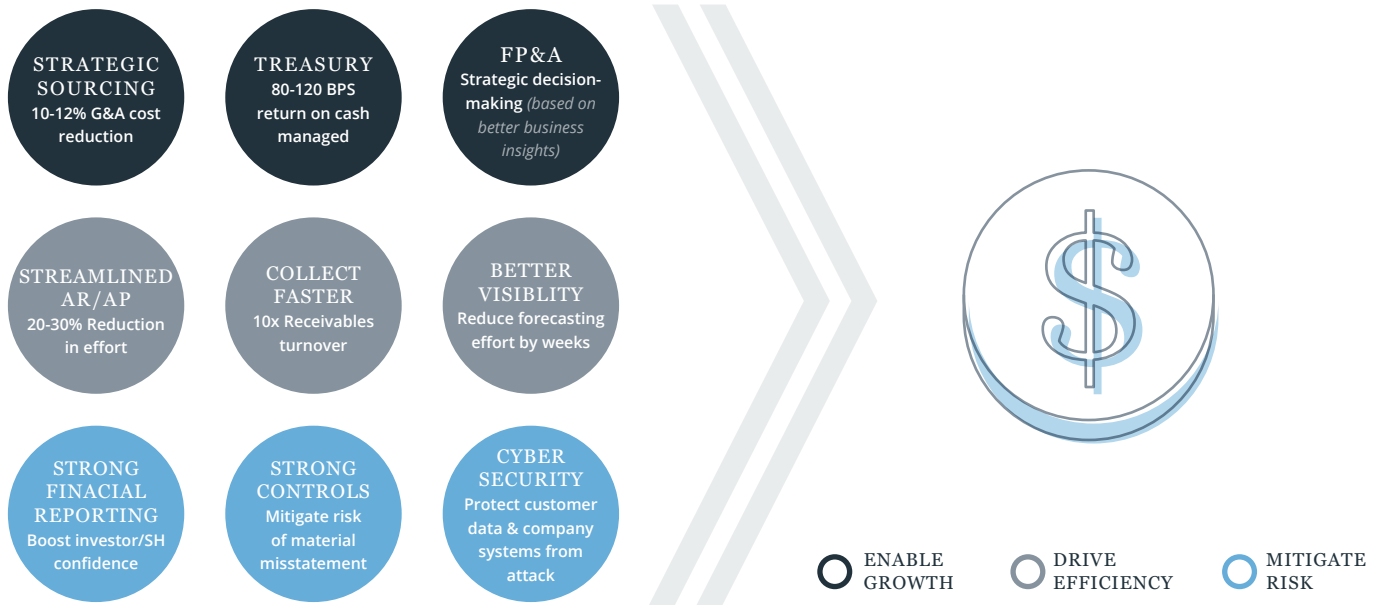 STRATEGIC
SOURCING
10-12% G&A cost
reduction
TREASURY
80-120 BPS
return on cash
managed
FP&A
Strategic decision-
making (based on
better business
insights)
STREAMLINED
AR/AP
20-30% Reduction
in effort
COLLECT
FASTER
10x Receivables
turnover
BETTER
VISIBLITY
Reduce forecasting
effort by weeks
STRONG
FINACIAL
REPORTING
Boost investor/SH
confidence
STRONG
CONTROLS
Mitigate risk
of material
misstatement
CYBER
SECURITY
Protect customer
data & company
systems from
attack
$
ENABLE
GROWTH
DRIVE
EFFICIENCY
MITIGATE
RISK